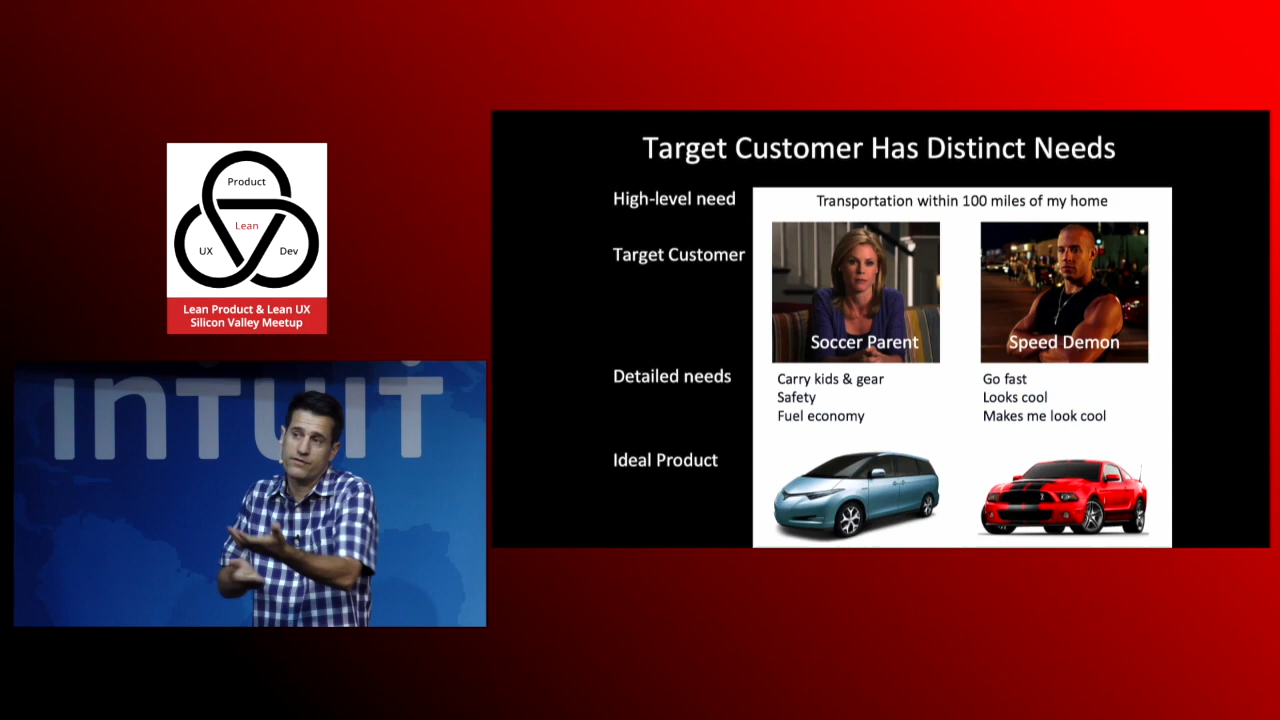 Product
Lean
UX
Dev
Lean Product & Lean UX
Silicon Valley Meetup
INTUIT
Target Customer Has Distinct Needs
High-level need
Transportation within 100 miles of my home
Target Customer
Soccer Parent
Speed Demon
Detailed needs
Carry kids & gear
Safety
Fuel economy
Go fast
Looks cool
Makes me look cool
Ideal Product